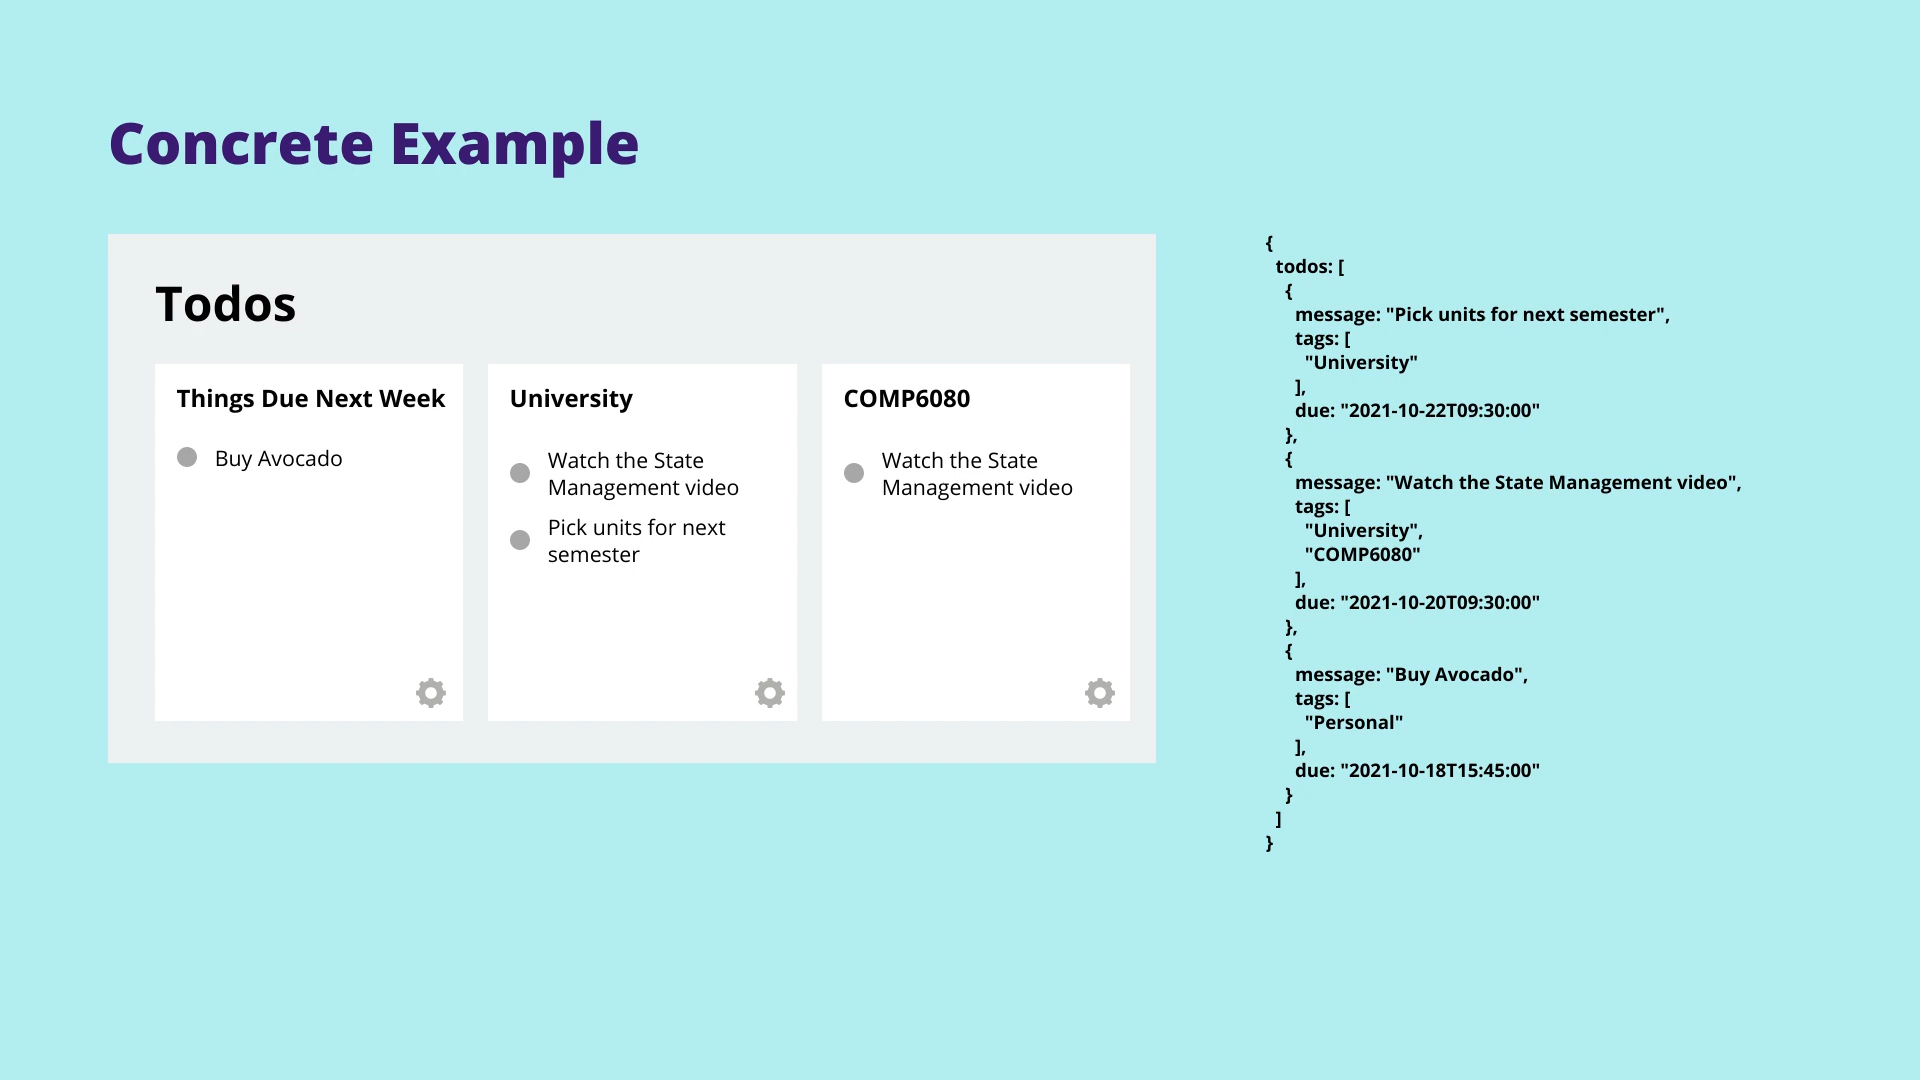 Concrete Example
Todos
Things Due Next Week
Buy Avocado
University
Watch the State
Management video
Pick units for next
semester
COMP6080
Watch the State
Management video
{
  todos: [
    {
      message: "Pick units for next semester",
      tags: [
        "University"
      ],
      due: "2021-10-22T09:30:00"
    },
    {
      message: "Watch the State Management video",
      tags: [
        "University",
        "COMP6080"
      ],
      due: "2021-10-20T09:30:00"
    },
    {
      message: "Buy Avocado",
      tags: [
        "Personal"
      ],
      due: "2021-10-18T15:45:00"
    }
  ]
}